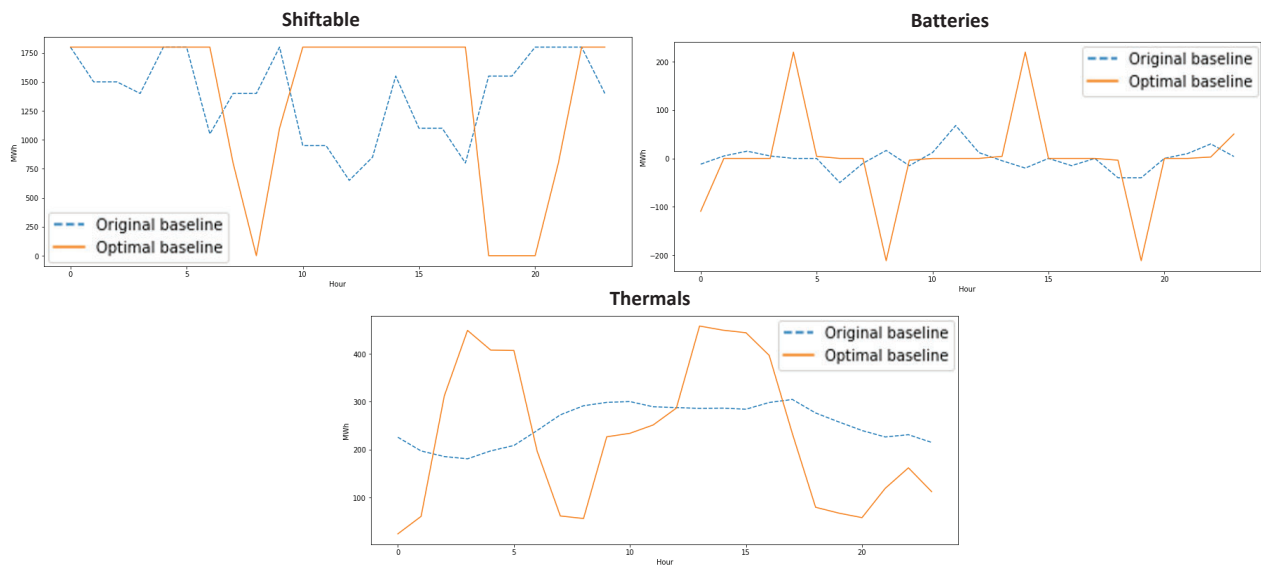 Shiftable
1750
1500
1250
1000
750
500
250
0
MWh
Original baseline
Optimal baseline
0
5
10
15
20
Hour
Batteries
200
100
0
−100
−200
MWh
Original baseline
Optimal baseline
0
5
10
15
20
Hour
Thermals
400
300
200
100
MWh
Original baseline
Optimal baseline
0
5
10
15
20
Hour